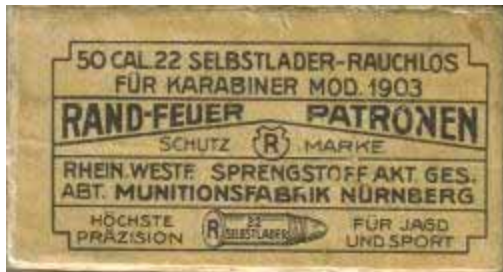 50 CAL.22 SELBSTLADER-RAUCHLOS
FÜR KARABINER MOD. 1903
RAND-FEUER PATRONEN
SCHUTZ R MARKE
RHEIN. WESTF. SPRENGSTOFF AKT. GES.
ABT. MUNITIONSFABRIK NÜRNBERG
HÖCHSTE PRÄZISION
R 22 SELBSTLADER
FÜR JAGD UND SPORT